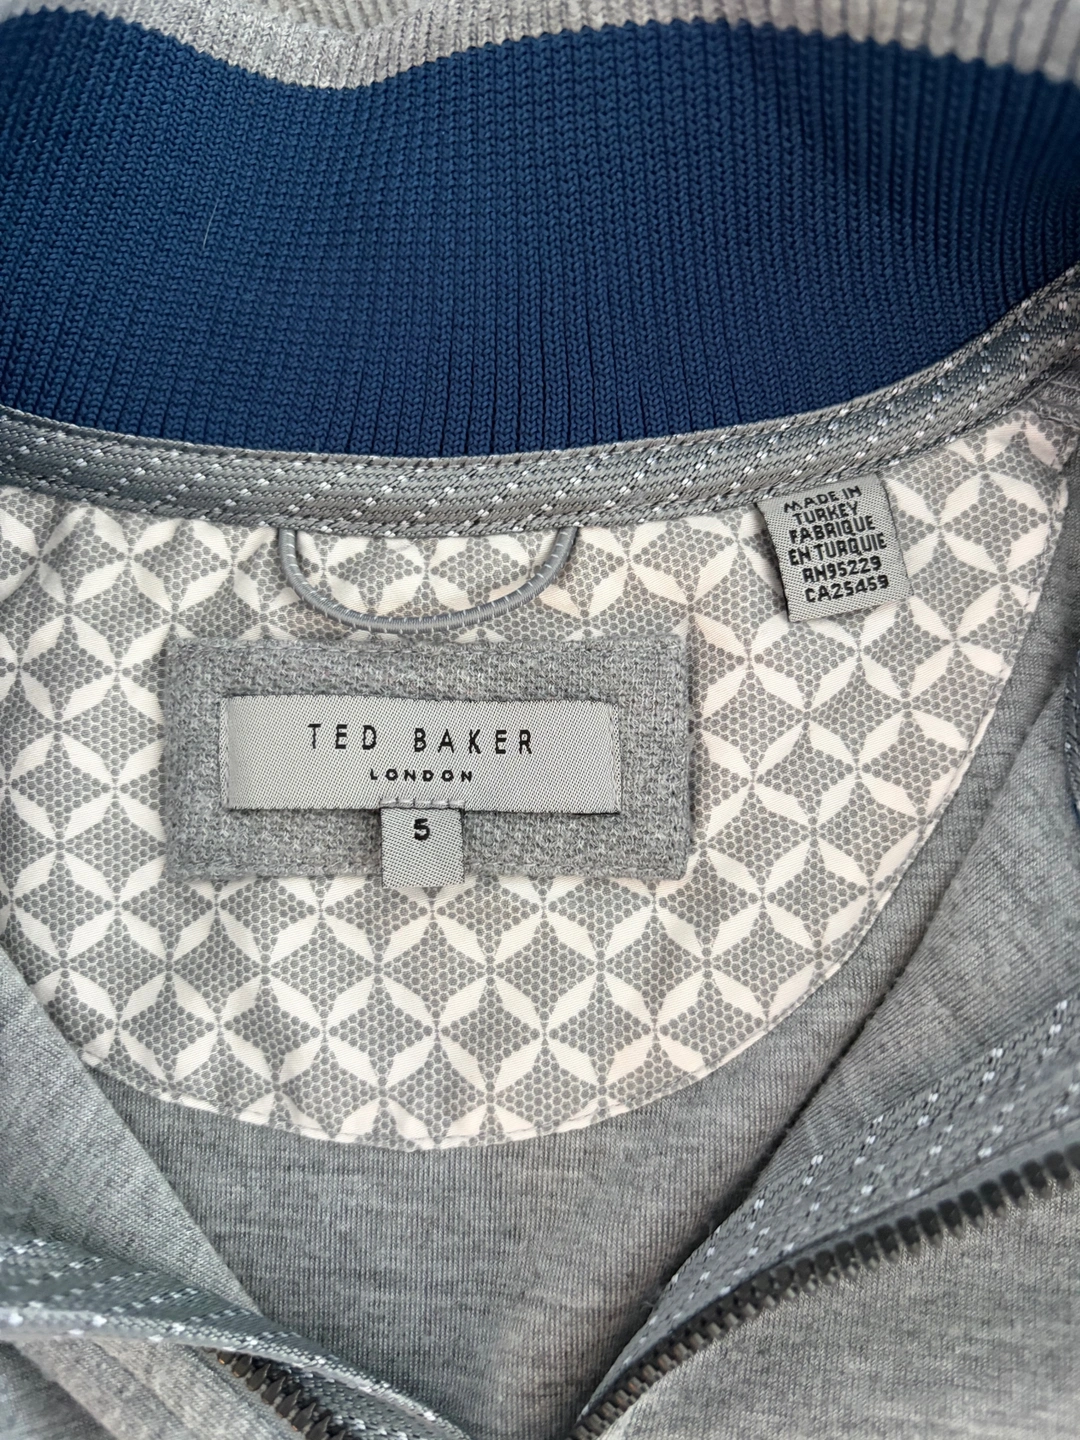 MADE IN
TURKEY
FABRIQUE
EN TURQUIE
RN95229
CA25459
TED BAKER
LONDON
5